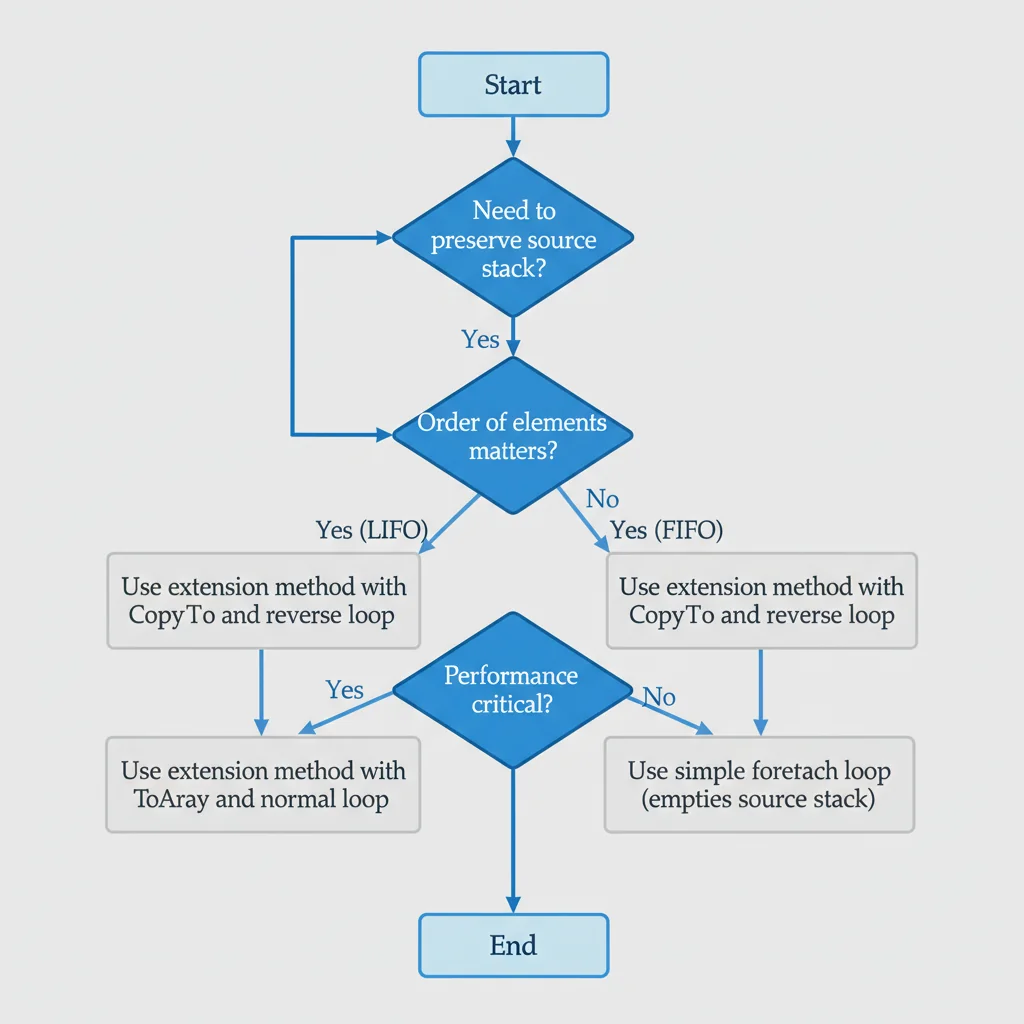 Start
Need to
preserve source
stack?
Yes
Order of elements
matters?
No
Yes (LIFO)
Yes (FIFO)
Use extension method with
CopyTo and reverse loop
Use extension method with
CopyTo and reverse loop
Performance
critical?
Yes
No
Use extension method with
ToAray and normal loop
Use simple foretach loop
(empties source stack)
End